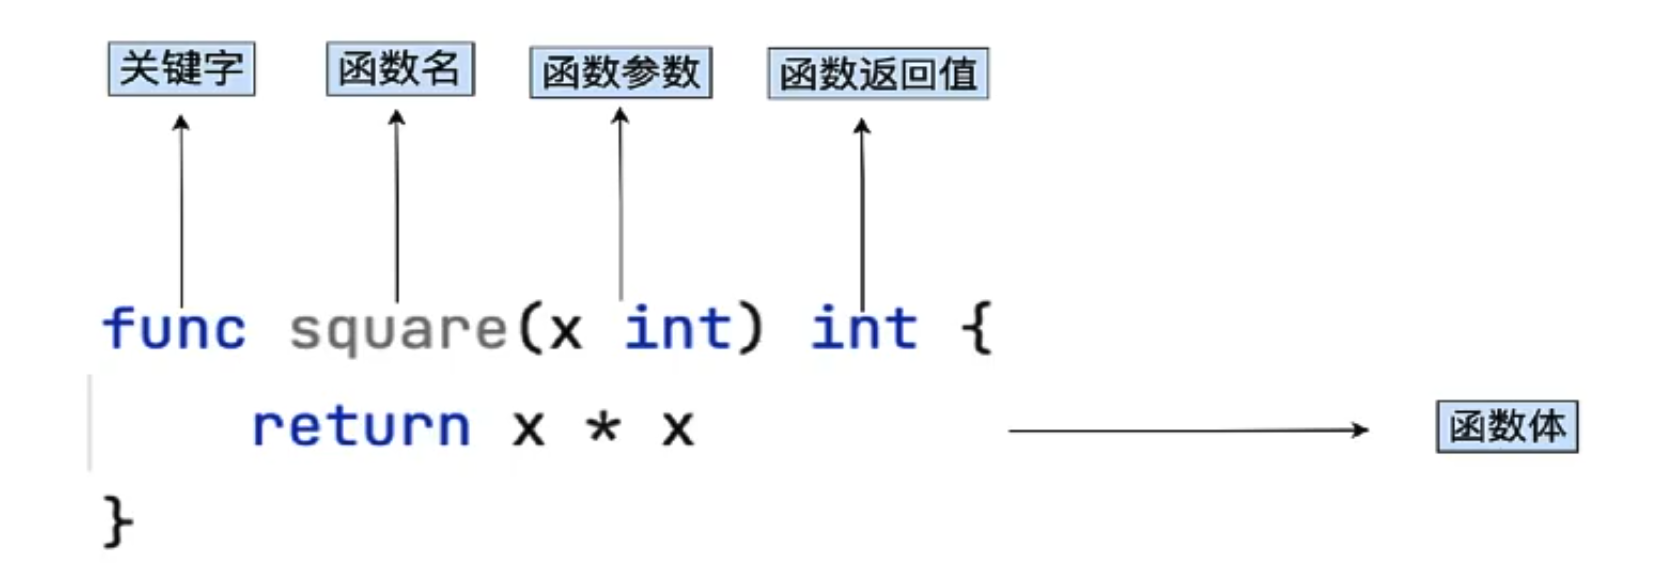 关键字 函数名 函数参数 函数返回值
func square(x int) int {
return x * x
函数体
}